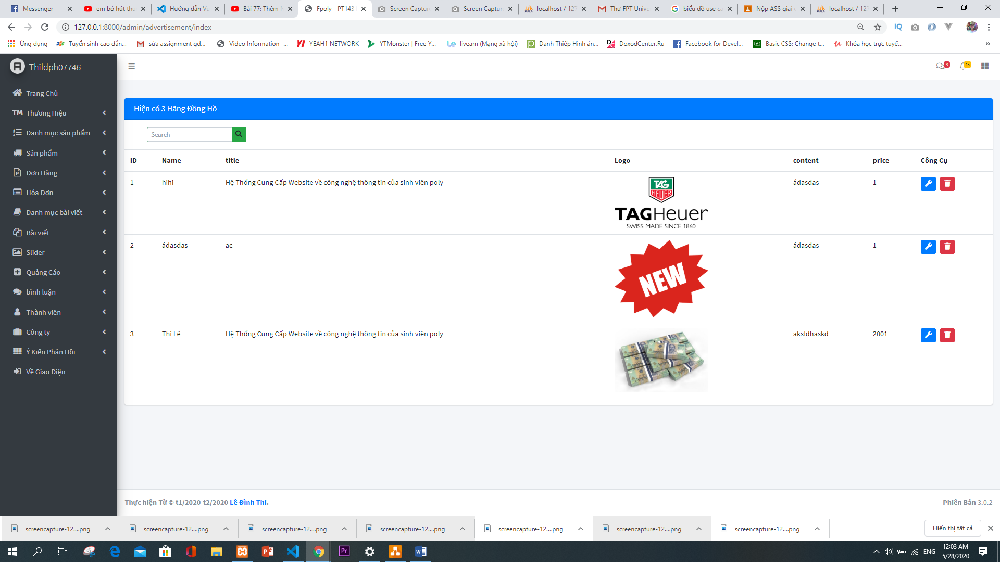 Messenger
em bỏ hút thu
Hướng dẫn Vu
Bài 77: Thêm
Fpoly - PT143
Screen Captur
Screen Captur
localhost / 127
Thư FPT Unive
biểu đồ use ca
Nộp ASS giai
localhost / 127
127.0.0.1:8000/admin/advertisement/index
Ứng dụng
Tuyển sinh cao đẳn...
sửa assignment gđ...
Video Information -...
YEAH1 NETWORK
YTMonster | Free Y...
livearn (Mạng xã hội)
Danh Thiếp Hình ản...
DoxodCenter.Ru
Facebook for Devel...
Basic CSS: Change t...
Khóa học trực tuyế...
»
Thildph07746
3
15
Trang Chủ
TM Thương Hiệu
Danh mục sản phẩm
Sản phẩm
Đơn Hàng
Hóa Đơn
Danh mục bài viết
Bài viết
Slider
Quảng Cáo
bình luận
Thành viên
Công ty
Ý Kiến Phản Hồi
Về Giao Diện
Hiện có 3 Hãng Đồng Hồ
Search
ID Name title Logo content price Công Cụ
1 hihi Hệ Thống Cung Cấp Website về công nghệ thông tin của sinh viên poly ádasdas 1
TAG
HEUER
TAGHeuer
SWISS MADE SINCE 1860
2 ádasdas ac ádasdas 1
NEW
3 Thi Lê Hệ Thống Cung Cấp Website về công nghệ thông tin của sinh viên poly aksldhaskd 2001
Thực hiện Từ © t1/2020-t2/2020 Lê Đình Thi.
Phiên Bản 3.0.2
screencapture-12....png
screencapture-12....png
screencapture-12....png
screencapture-12....png
screencapture-12....png
screencapture-12....png
screencapture-12....png
Hiển thị tất cả
ENG
12:03 AM
5/28/2020